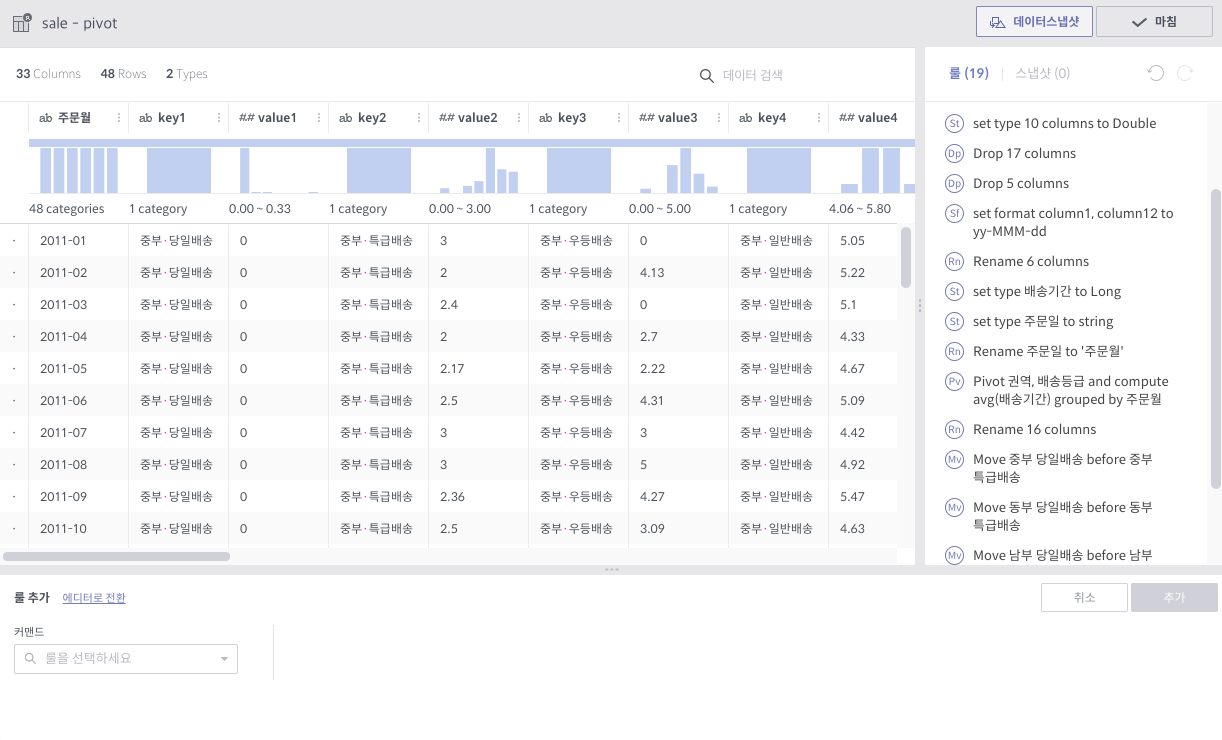 sale - pivot
데이터스냅샷
마침
33 Columns 48 Rows 2 Types
데이터 검색
룰 (19)
스냅샷 (0)
ab 주문월 ab key1 ## value1 ab key2 ## value2 ab key3 ## value3 ab key4 ## value4
48 categories 1 category 0.00 ~ 0.33 1 category 0.00 ~ 3.00 1 category 0.00 ~ 5.00 1 category 4.06 ~ 5.80
· 2011-01 중부·당일배송 0 중부·특급배송 3 중부·우등배송 0 중부·일반배송 5.05
· 2011-02 중부·당일배송 0 중부·특급배송 2 중부·우등배송 4.13 중부·일반배송 5.22
· 2011-03 중부·당일배송 0 중부·특급배송 2.4 중부·우등배송 0 중부·일반배송 5.1
· 2011-04 중부·당일배송 0 중부·특급배송 2 중부·우등배송 2.7 중부·일반배송 4.33
· 2011-05 중부·당일배송 0 중부·특급배송 2.17 중부·우등배송 2.22 중부·일반배송 4.67
· 2011-06 중부·당일배송 0 중부·특급배송 2.5 중부·우등배송 4.31 중부·일반배송 5.09
· 2011-07 중부·당일배송 0 중부·특급배송 3 중부·우등배송 3 중부·일반배송 4.42
· 2011-08 중부·당일배송 0 중부·특급배송 3 중부·우등배송 5 중부·일반배송 4.92
· 2011-09 중부·당일배송 0 중부·특급배송 2.36 중부·우등배송 4.27 중부·일반배송 5.47
· 2011-10 중부·당일배송 0 중부·특급배송 2.5 중부·우등배송 3.09 중부·일반배송 4.63
St set type 10 columns to Double
Dp Drop 17 columns
Dp Drop 5 columns
Sf set format column1, column12 to
yy-MMM-dd
Rn Rename 6 columns
St set type 배송기간 to Long
St set type 주문일 to string
Rn Rename 주문일 to '주문월'
Pv Pivot 권역, 배송등급 and compute
avg(배송기간) grouped by 주문월
Rn Rename 16 columns
Mv Move 중부 당일배송 before 중부
특급배송
Mv Move 동부 당일배송 before 동부
특급배송
Mv Move 남부 당일배송 before 남부
룰 추가 에디터로 전환
취소
추가
커맨드
룰을 선택하세요